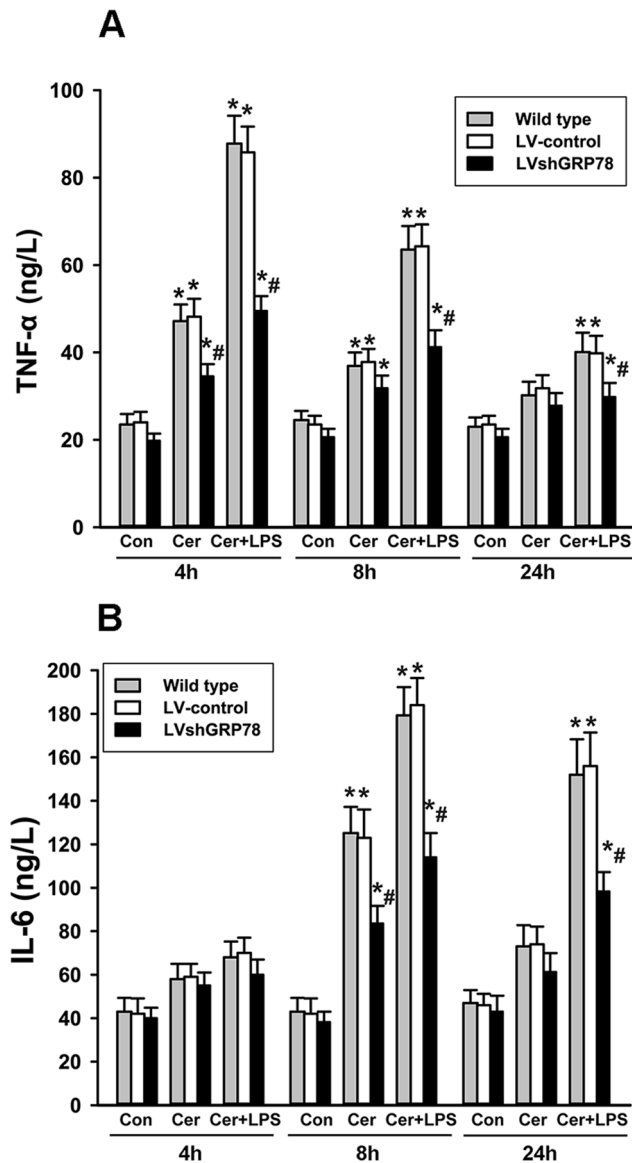 A
TNF-α (ng/L)
100
80
60
40
20
0
Wild type
LV-control
LVshGRP78
* *
* *
*#
*#
**
**
*
*#
**
*#
Con Cer Cer+LPS Con Cer Cer+LPS Con Cer Cer+LPS
4h 8h 24h
B
IL-6 (ng/L)
200
180
160
140
120
100
80
60
40
20
0
Wild type
LV-control
LVshGRP78
**
*#
* *
*#
**
*#
Con Cer Cer+LPS Con Cer Cer+LPS Con Cer Cer+LPS
4h 8h 24h